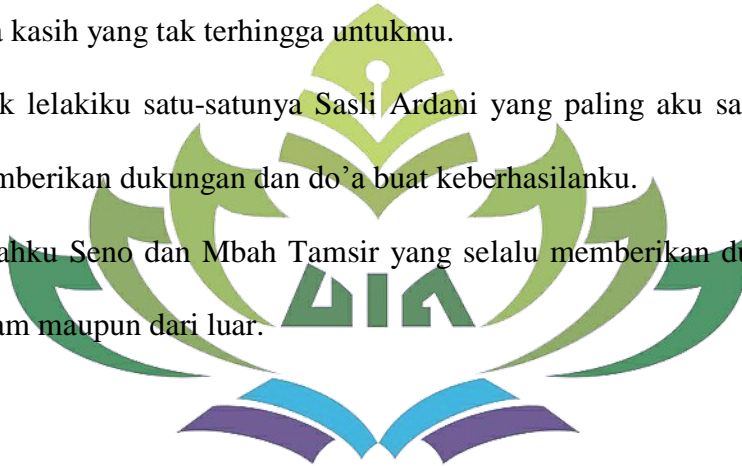 a kasih yang tak terhingga untukmu.
k lelakiku satu-satunya Sasli Ardani yang paling aku sa
mberikan dukungan dan do’a buat keberhasilanku.
ahku Seno dan Mbah Tamsir yang selalu memberikan du
am maupun dari luar.
UIN